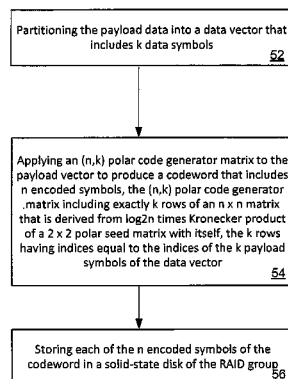 Partitioning the payload data into a data vector that
includes k data symbols
52
Applying an (n,k) polar code generator matrix to the
payload vector to produce a codeword that includes
n encoded symbols, the (n,k) polar code generator
.matrix including exactly k rows of an n x n matrix
that is derived from log2n times Kronecker product
of a 2 x 2 polar seed matrix with itself, the k rows
having indices equal to the indices of the k payload
symbols of the data vector
54
Storing each of the n encoded symbols of the
codeword in a solid-state disk of the RAID group
56